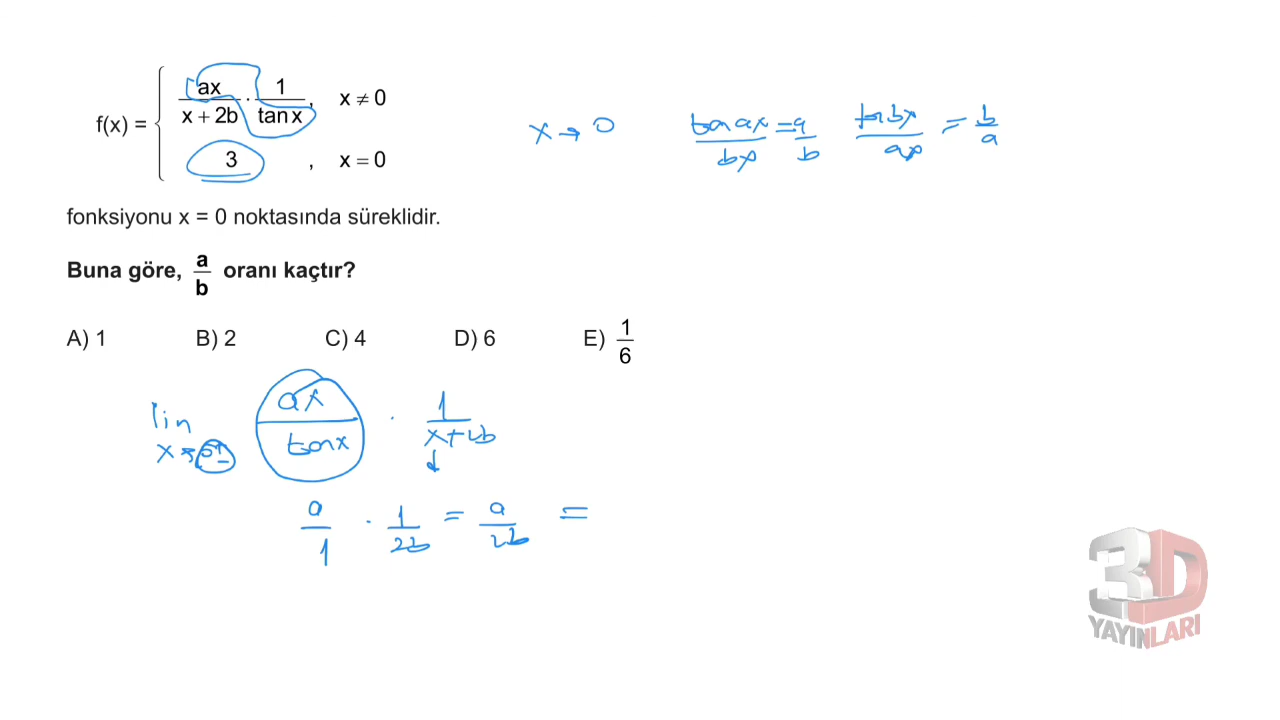 f(x) = { ax / x + 2b · 1 / tan x , x ≠ 0
3 , x = 0
x → 0 tan ax / bx = a / b tan bx / ax = b / a
fonksiyonu x = 0 noktasında süreklidir.
Buna göre, a / b oranı kaçtır?
A) 1 B) 2 C) 4 D) 6 E) 1 / 6
lim x → ax / tan x · 1 / x + 2b
a / 1 · 1 / 2b = a / 2b =
3D
YAYINLARI